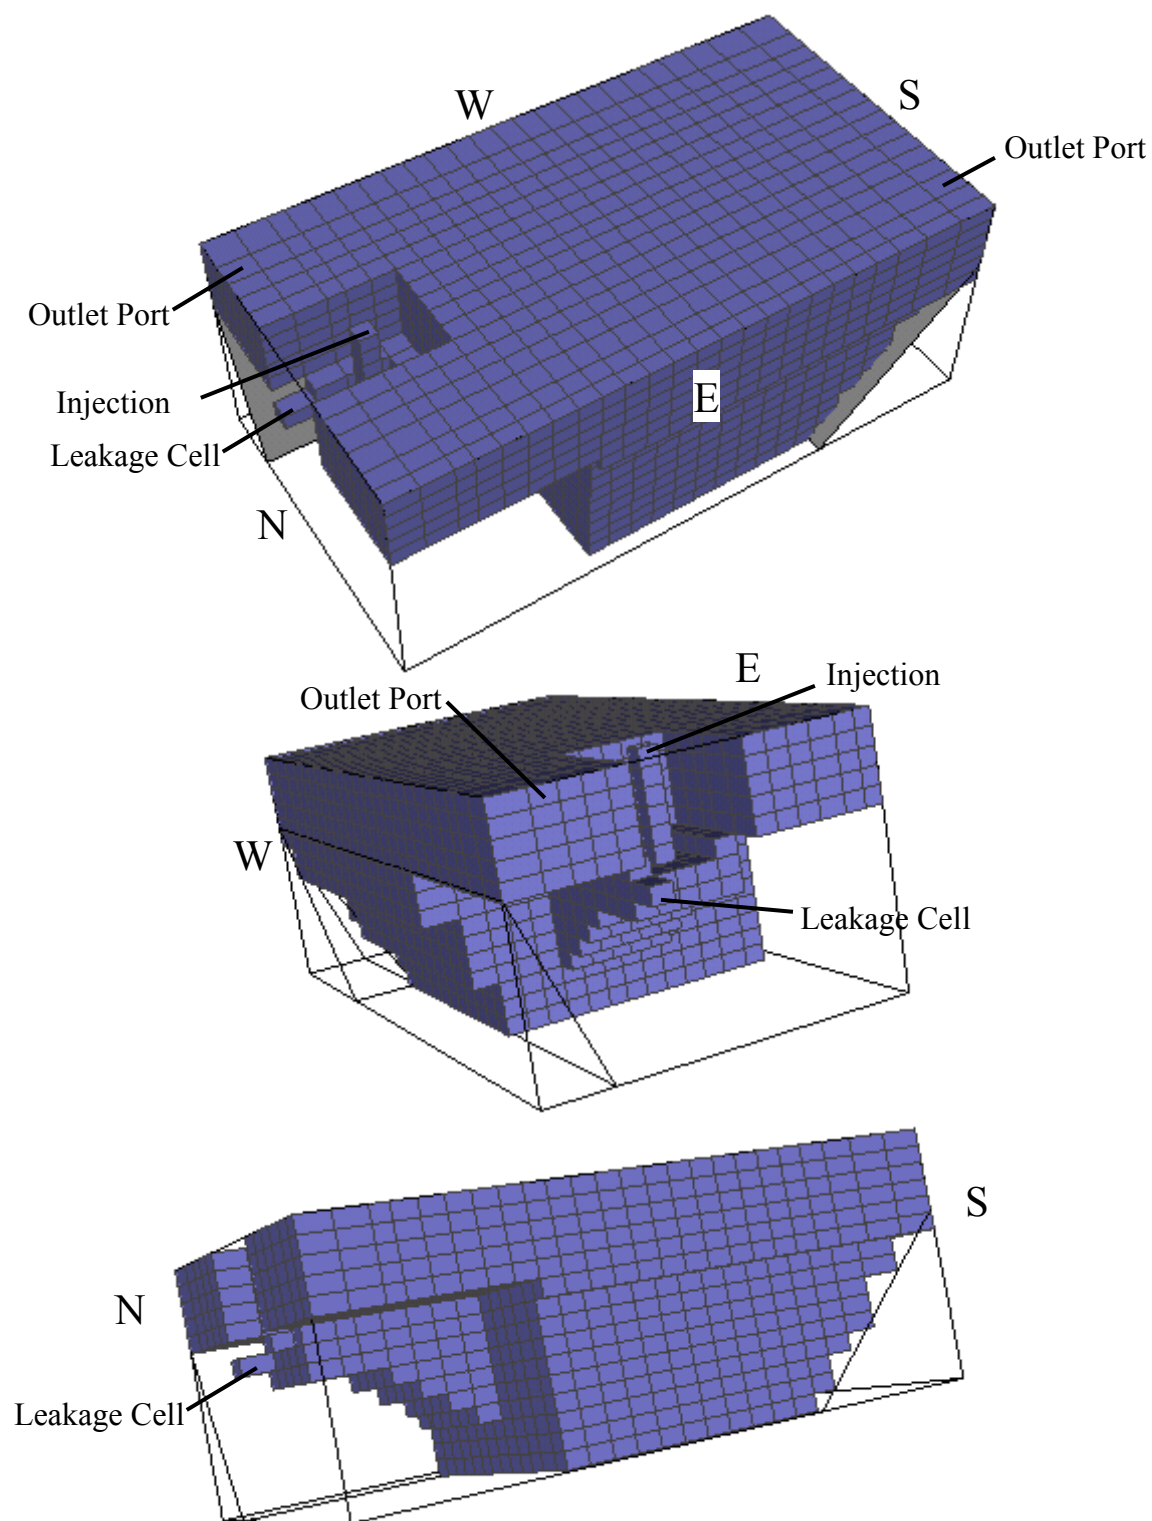 W
S
Outlet Port
Outlet Port
Injection
E
Leakage Cell
N
E
Injection
Outlet Port
W
Leakage Cell
S
N
Leakage Cell